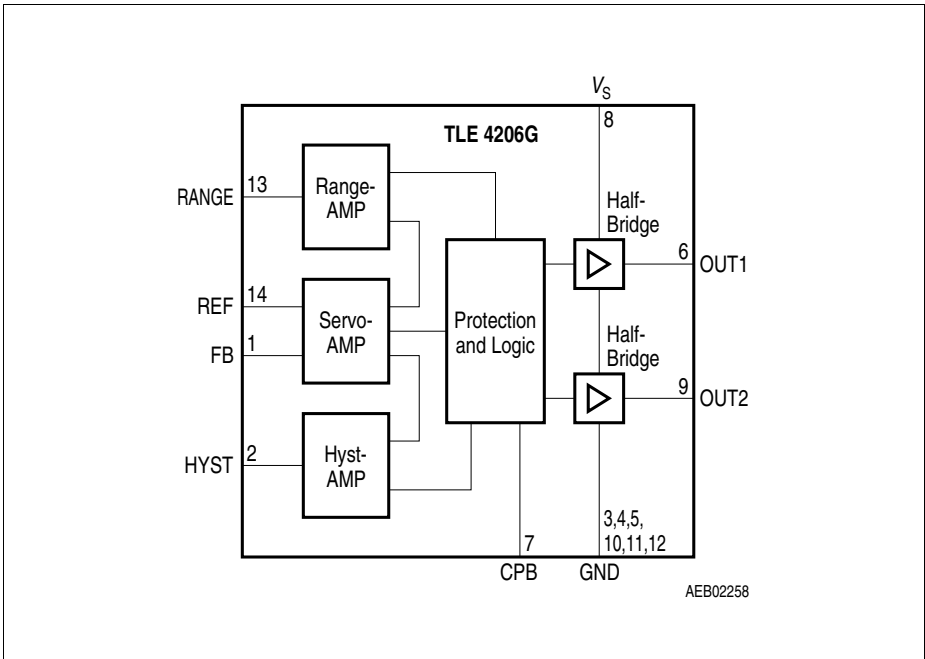 V_S
8
TLE 4206G
RANGE
13
Range-
AMP
Half-
Bridge
6
OUT1
REF
14
Servo-
AMP
FB
1
Protection
and Logic
Half-
Bridge
9
OUT2
HYST
2
Hyst-
AMP
7
CPB
3,4,5,
10,11,12
GND
AEB02258